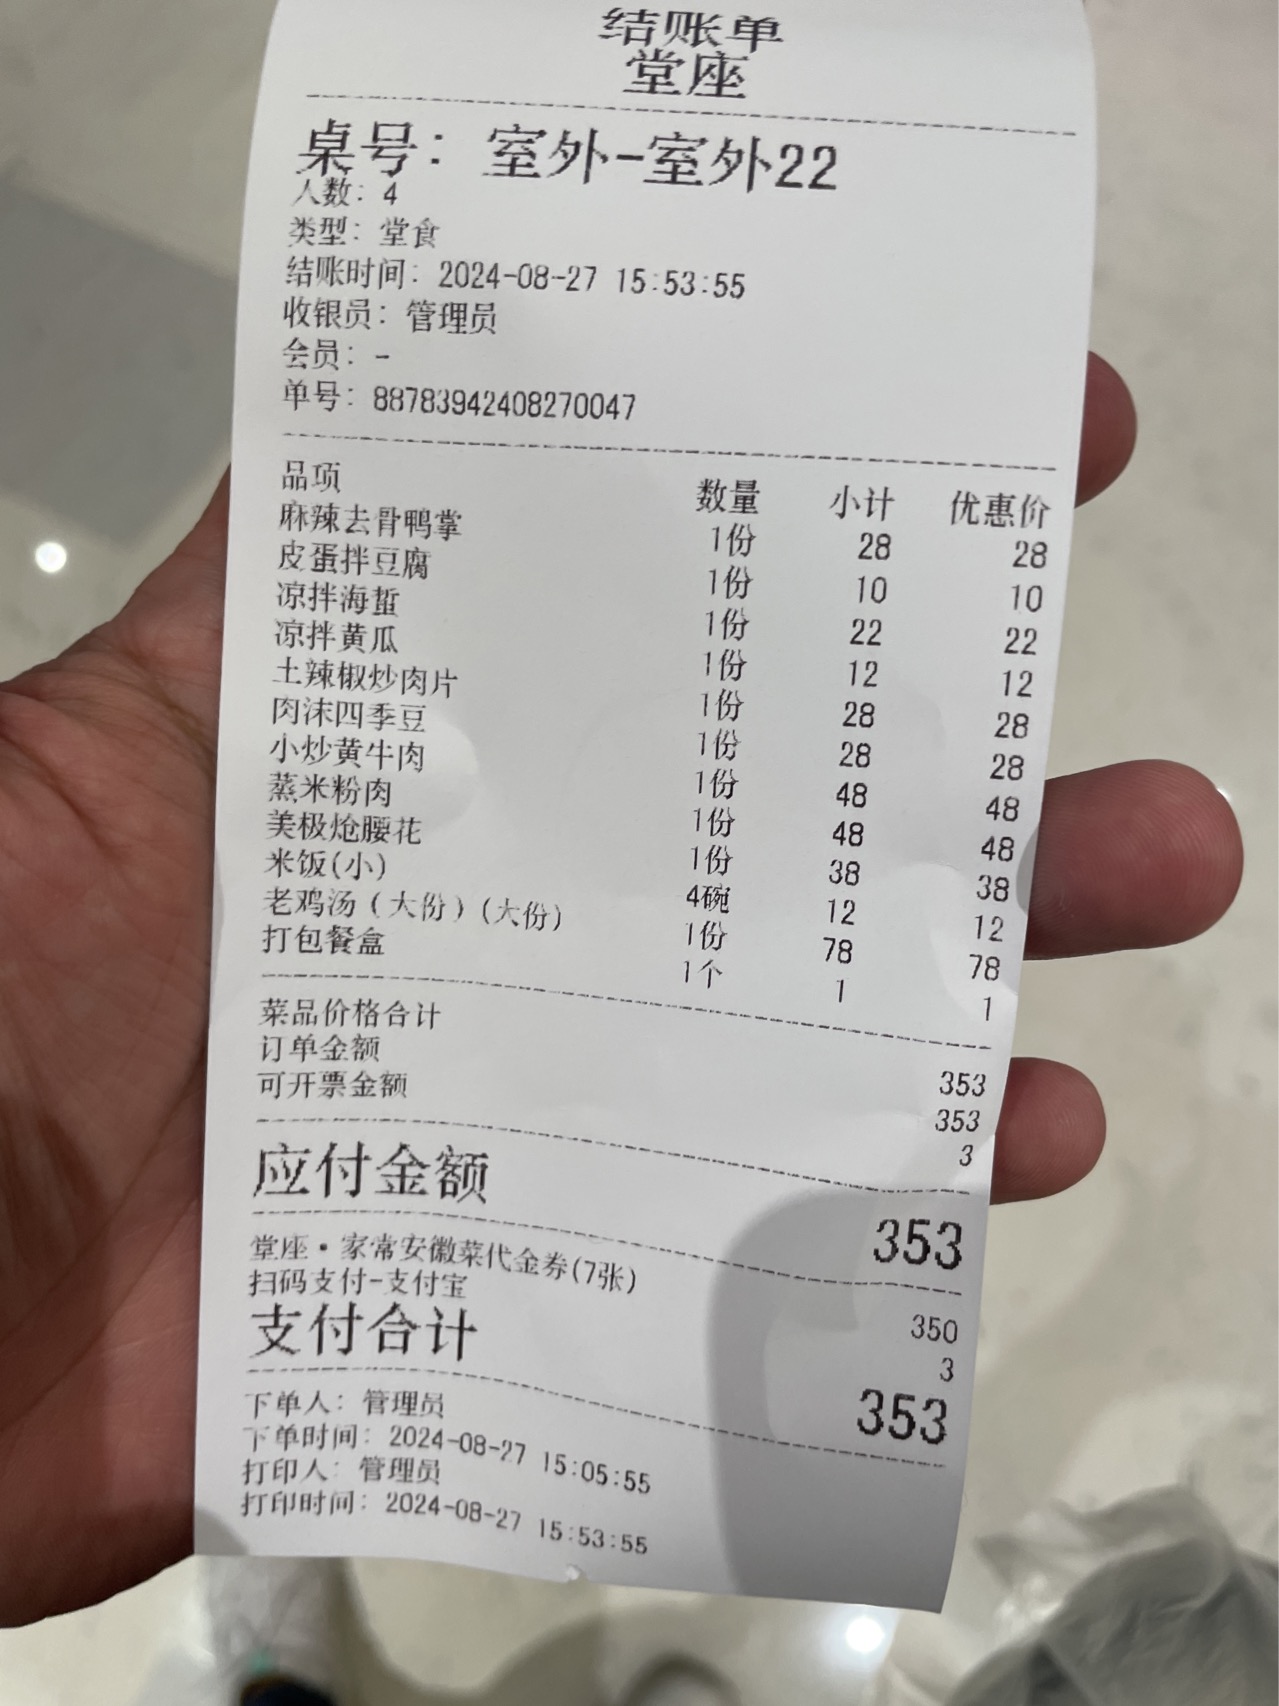 结账单
堂座
桌号: 室外-室外22
人数: 4
类型: 堂食
结账时间: 2024-08-27 15:53:55
收银员: 管理员
会员: -
单号: 88783942408270047
品项 数量 小计 优惠价
麻辣去骨鸭掌 1份 28 28
皮蛋拌豆腐 1份 10 10
凉拌海蜇 1份 22 22
凉拌黄瓜 1份 12 12
土辣椒炒肉片 1份 28 28
肉沫四季豆 1份 28 28
小炒黄牛肉 1份 48 48
蒸米粉肉 1份 48 48
美极炝腰花 1份 38 38
米饭(小) 4碗 12 12
老鸡汤(大份)(大份) 1份 78 78
打包餐盒 1个 1 1
菜品价格合计 353
订单金额 353
可开票金额 3
应付金额 353
堂座·家常安徽菜代金券(7张) 350
扫码支付-支付宝 3
支付合计 353
下单人: 管理员
下单时间: 2024-08-27 15:05:55
打印人: 管理员
打印时间: 2024-08-27 15:53:55